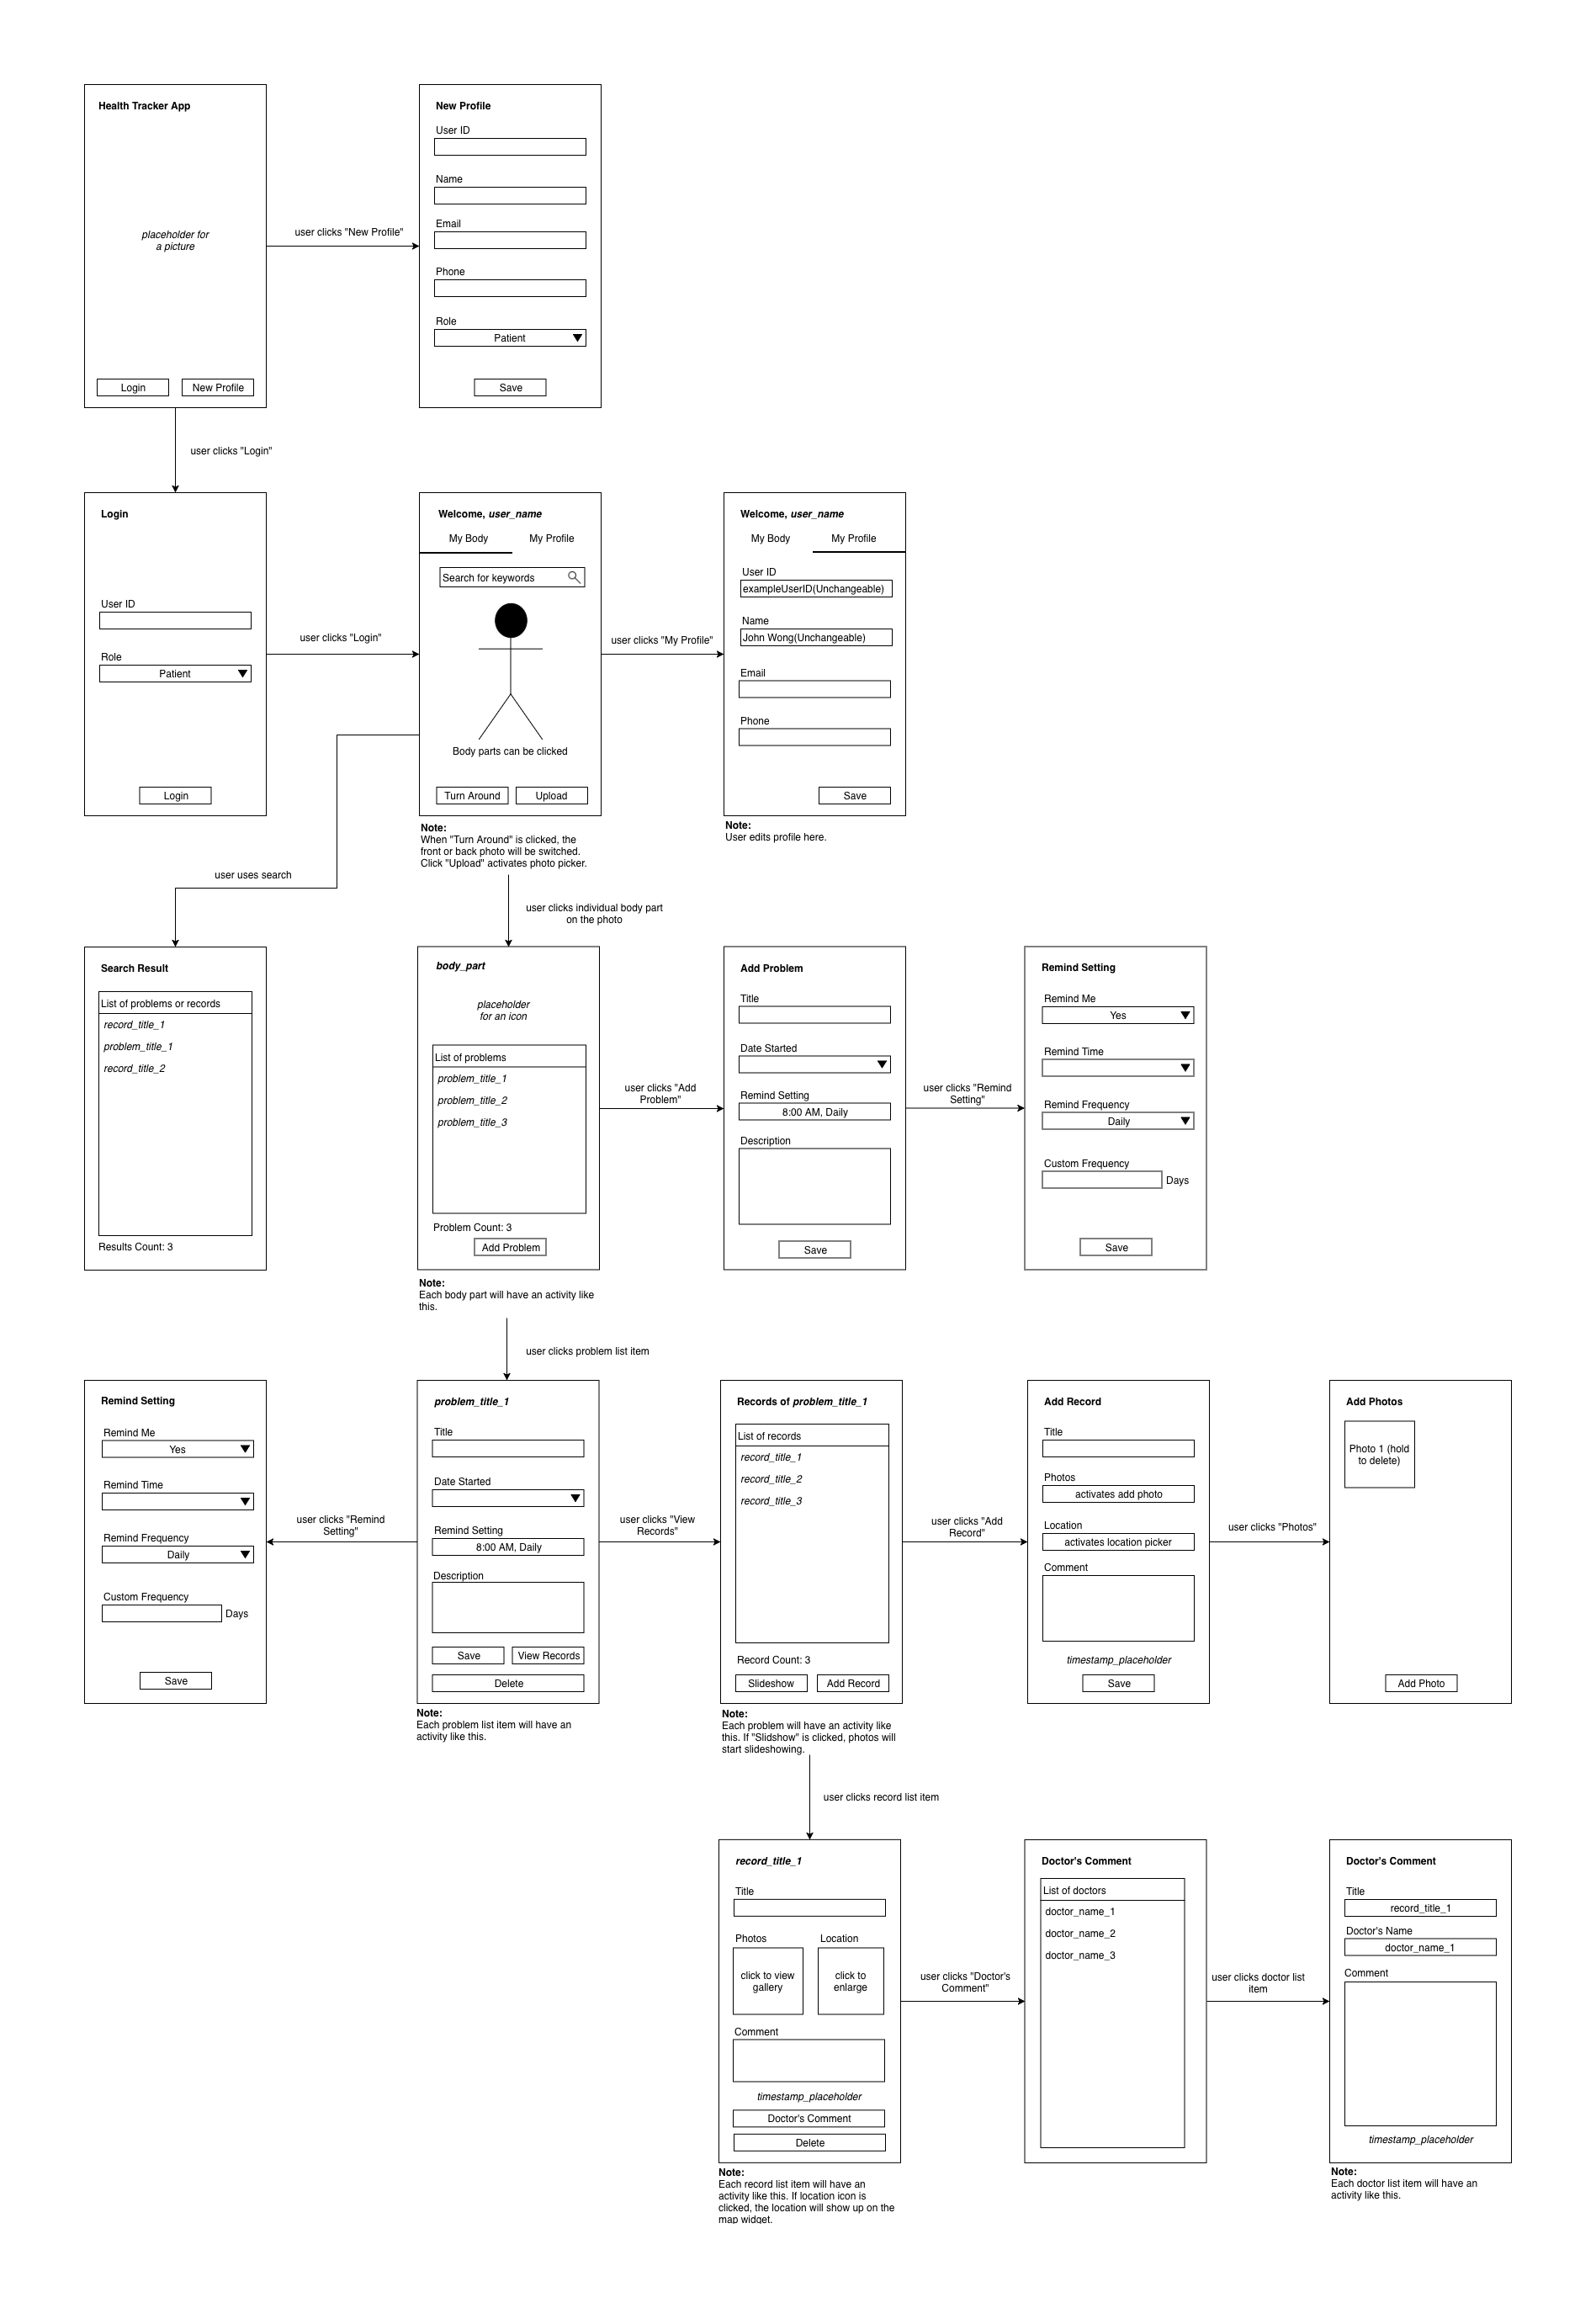 Health Tracker App
placeholder for
a picture
Login
New Profile
user clicks "New Profile"
New Profile
User ID
Name
Email
Phone
Role
Patient
Save
user clicks "Login"
Login
User ID
Role
Patient
Login
user clicks "Login"
Welcome, user_name
My Body
My Profile
Search for keywords
Body parts can be clicked
Turn Around
Upload
Note:
When "Turn Around" is clicked, the
front or back photo will be switched.
Click "Upload" activates photo picker.
user clicks "My Profile"
Welcome, user_name
My Body
My Profile
User ID
exampleUserID(Unchangeable)
Name
John Wong(Unchangeable)
Email
Phone
Save
Note:
User edits profile here.
user uses search
user clicks individual body part
on the photo
Search Result
List of problems or records
record_title_1
problem_title_1
record_title_2
Results Count: 3
body_part
placeholder
for an icon
List of problems
problem_title_1
problem_title_2
problem_title_3
Problem Count: 3
Add Problem
Note:
Each body part will have an activity like
this.
user clicks "Add
Problem"
Add Problem
Title
Date Started
Remind Setting
8:00 AM, Daily
Description
Save
user clicks "Remind
Setting"
Remind Setting
Remind Me
Yes
Remind Time
Remind Frequency
Daily
Custom Frequency
Days
Save
user clicks problem list item
Remind Setting
Remind Me
Yes
Remind Time
Remind Frequency
Daily
Custom Frequency
Days
Save
user clicks "Remind
Setting"
problem_title_1
Title
Date Started
Remind Setting
8:00 AM, Daily
Description
Save
View Records
Delete
Note:
Each problem list item will have an
activity like this.
user clicks "View
Records"
Records of problem_title_1
List of records
record_title_1
record_title_2
record_title_3
Record Count: 3
Slideshow
Add Record
Note:
Each problem will have an activity like
this. If "Slidshow" is clicked, photos will
start slideshowing.
user clicks "Add
Record"
Add Record
Title
Photos
activates add photo
Location
activates location picker
Comment
timestamp_placeholder
Save
user clicks "Photos"
Add Photos
Photo 1 (hold
to delete)
Add Photo
user clicks record list item
record_title_1
Title
Photos
Location
click to view
gallery
click to
enlarge
Comment
timestamp_placeholder
Doctor's Comment
Delete
Note:
Each record list item will have an
activity like this. If location icon is
clicked, the location will show up on the
map widget.
user clicks "Doctor's
Comment"
Doctor's Comment
List of doctors
doctor_name_1
doctor_name_2
doctor_name_3
user clicks doctor list
item
Doctor's Comment
Title
record_title_1
Doctor's Name
doctor_name_1
Comment
timestamp_placeholder
Note:
Each doctor list item will have an
activity like this.